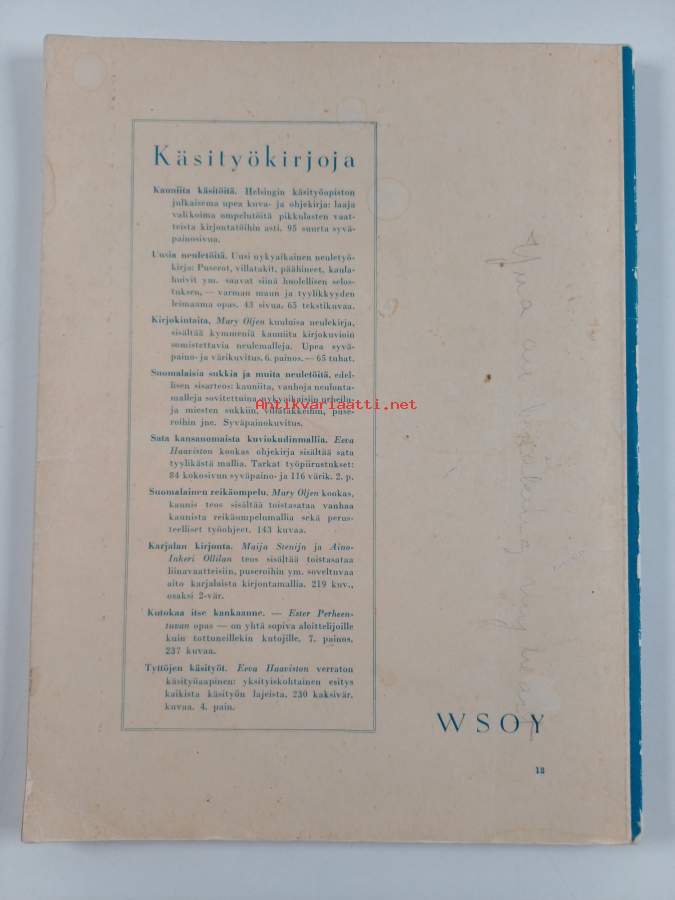 Käsityökirjoja
Kauniita käsitöitä. Helsingin käsityöopiston
julkaisema upea kuva- ja ohjekirja: laaja
valikoima ompelutöitä pikkulasten vaat-
teista kirjontatöihin asti. 95 suurta syvä-
painosivua.
Uusia neuletöitä. Uusi nykyaikainen neuletyö-
kirja: Puserot, villatakit, päähineet, kaula-
huivit ym. saavat siinä huolellisen selos-
tuksen, — varman maun ja tyylikkyyden
leimaama opas. 43 sivua. 65 tekstikuvaa.
Kirjokintaita. Mary Oljen kuuluisa neulekirja,
sisältää kymmeniä kauniita kirjokuvioin
somistettavia neulemalleja. Upea syvä-
paino- ja värikuvitus. 6. painos. — 65 tuhat.
Suomalaisia sukkia ja muita neuletöitä, edel-
lisen sisarteos: kauniita, vanhoja neulonta-
malleja sovitettuina nykyaikaisiin urheilu-
ja miesten sukkiin, villatakkeihin, puse-
roihin jne. Syväpainokuvitus.
Antikvariaatti.net
Sata kansanomaista kuviokudinmallia. Eeva
Haaviston kookas ohjekirja sisältää sata
tyylikästä mallia. Tarkat työpiirustukset:
84 kokosivun syväpaino- ja 116 värik. 2. p.
Suomalainen reikäompelu. Mary Oljen kookas,
kaunis teos sisältää toistasataa vanhaa
kaunista reikäompelumallia sekä perus-
teelliset työohjeet. 143 kuvaa.
Karjalan kirjonta. Maija Stenijn ja Aino-
Inkeri Ollilan teos sisältää toistasataa
liinavaatteisiin, puseroihin ym. soveltuvaa
aito karjalaista kirjontamallia. 219 kuv.,
osaksi 2-vär.
Kutokaa itse kankaanne. — Ester Perheen-
tuvan opas — on yhtä sopiva aloittelijoille
kuin tottuneillekin kutojille. 7. painos.
237 kuvaa.
Tyttöjen käsityöt. Eeva Haaviston verraton
käsityöaapinen: yksityiskohtainen esitys
kaikista käsityön lajeista. 230 kaksivär.
kuvaa. 4. pain.
WSOY
12